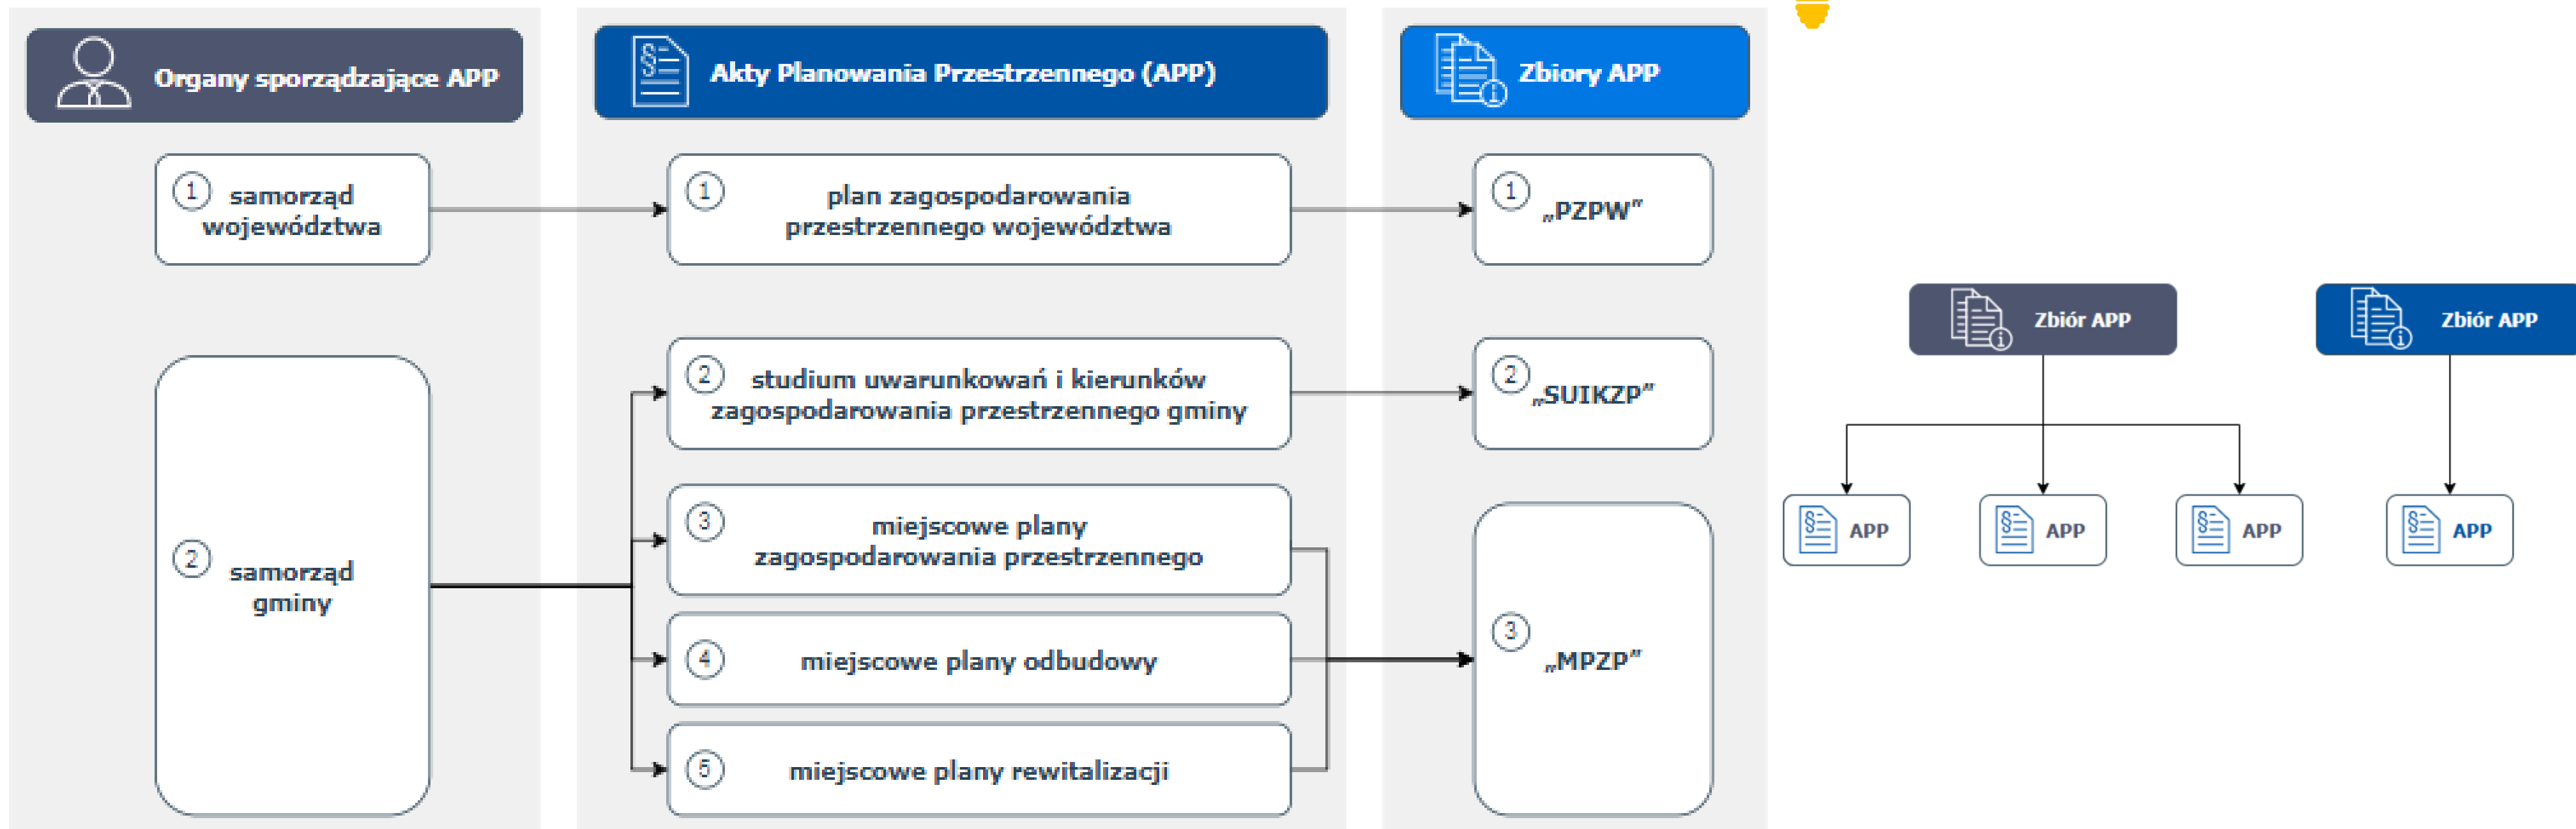 Organy sporządzające APP
Akty Planowania Przestrzennego (APP)
Zbiory APP
1 samorząd
województwa
1 plan zagospodarowania
przestrzennego województwa
1 „PZPW”
2 samorząd
gminy
2 studium uwarunkowań i kierunków
zagospodarowania przestrzennego gminy
2 „SUIKZP”
3 miejscowe plany
zagospodarowania przestrzennego
4 miejscowe plany odbudowy
5 miejscowe plany rewitalizacji
3 „MPZP”
Zbiór APP
Zbiór APP
APP
APP
APP
APP